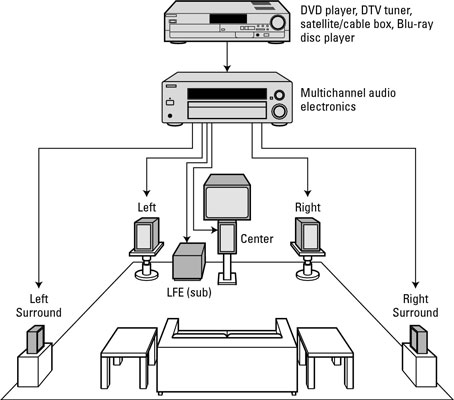 DVD player, DTV tuner,
satellite/cable box, Blu-ray
disc player
Multichannel audio
electronics
Left
Right
Center
LFE (sub)
Left
Surround
Right
Surround